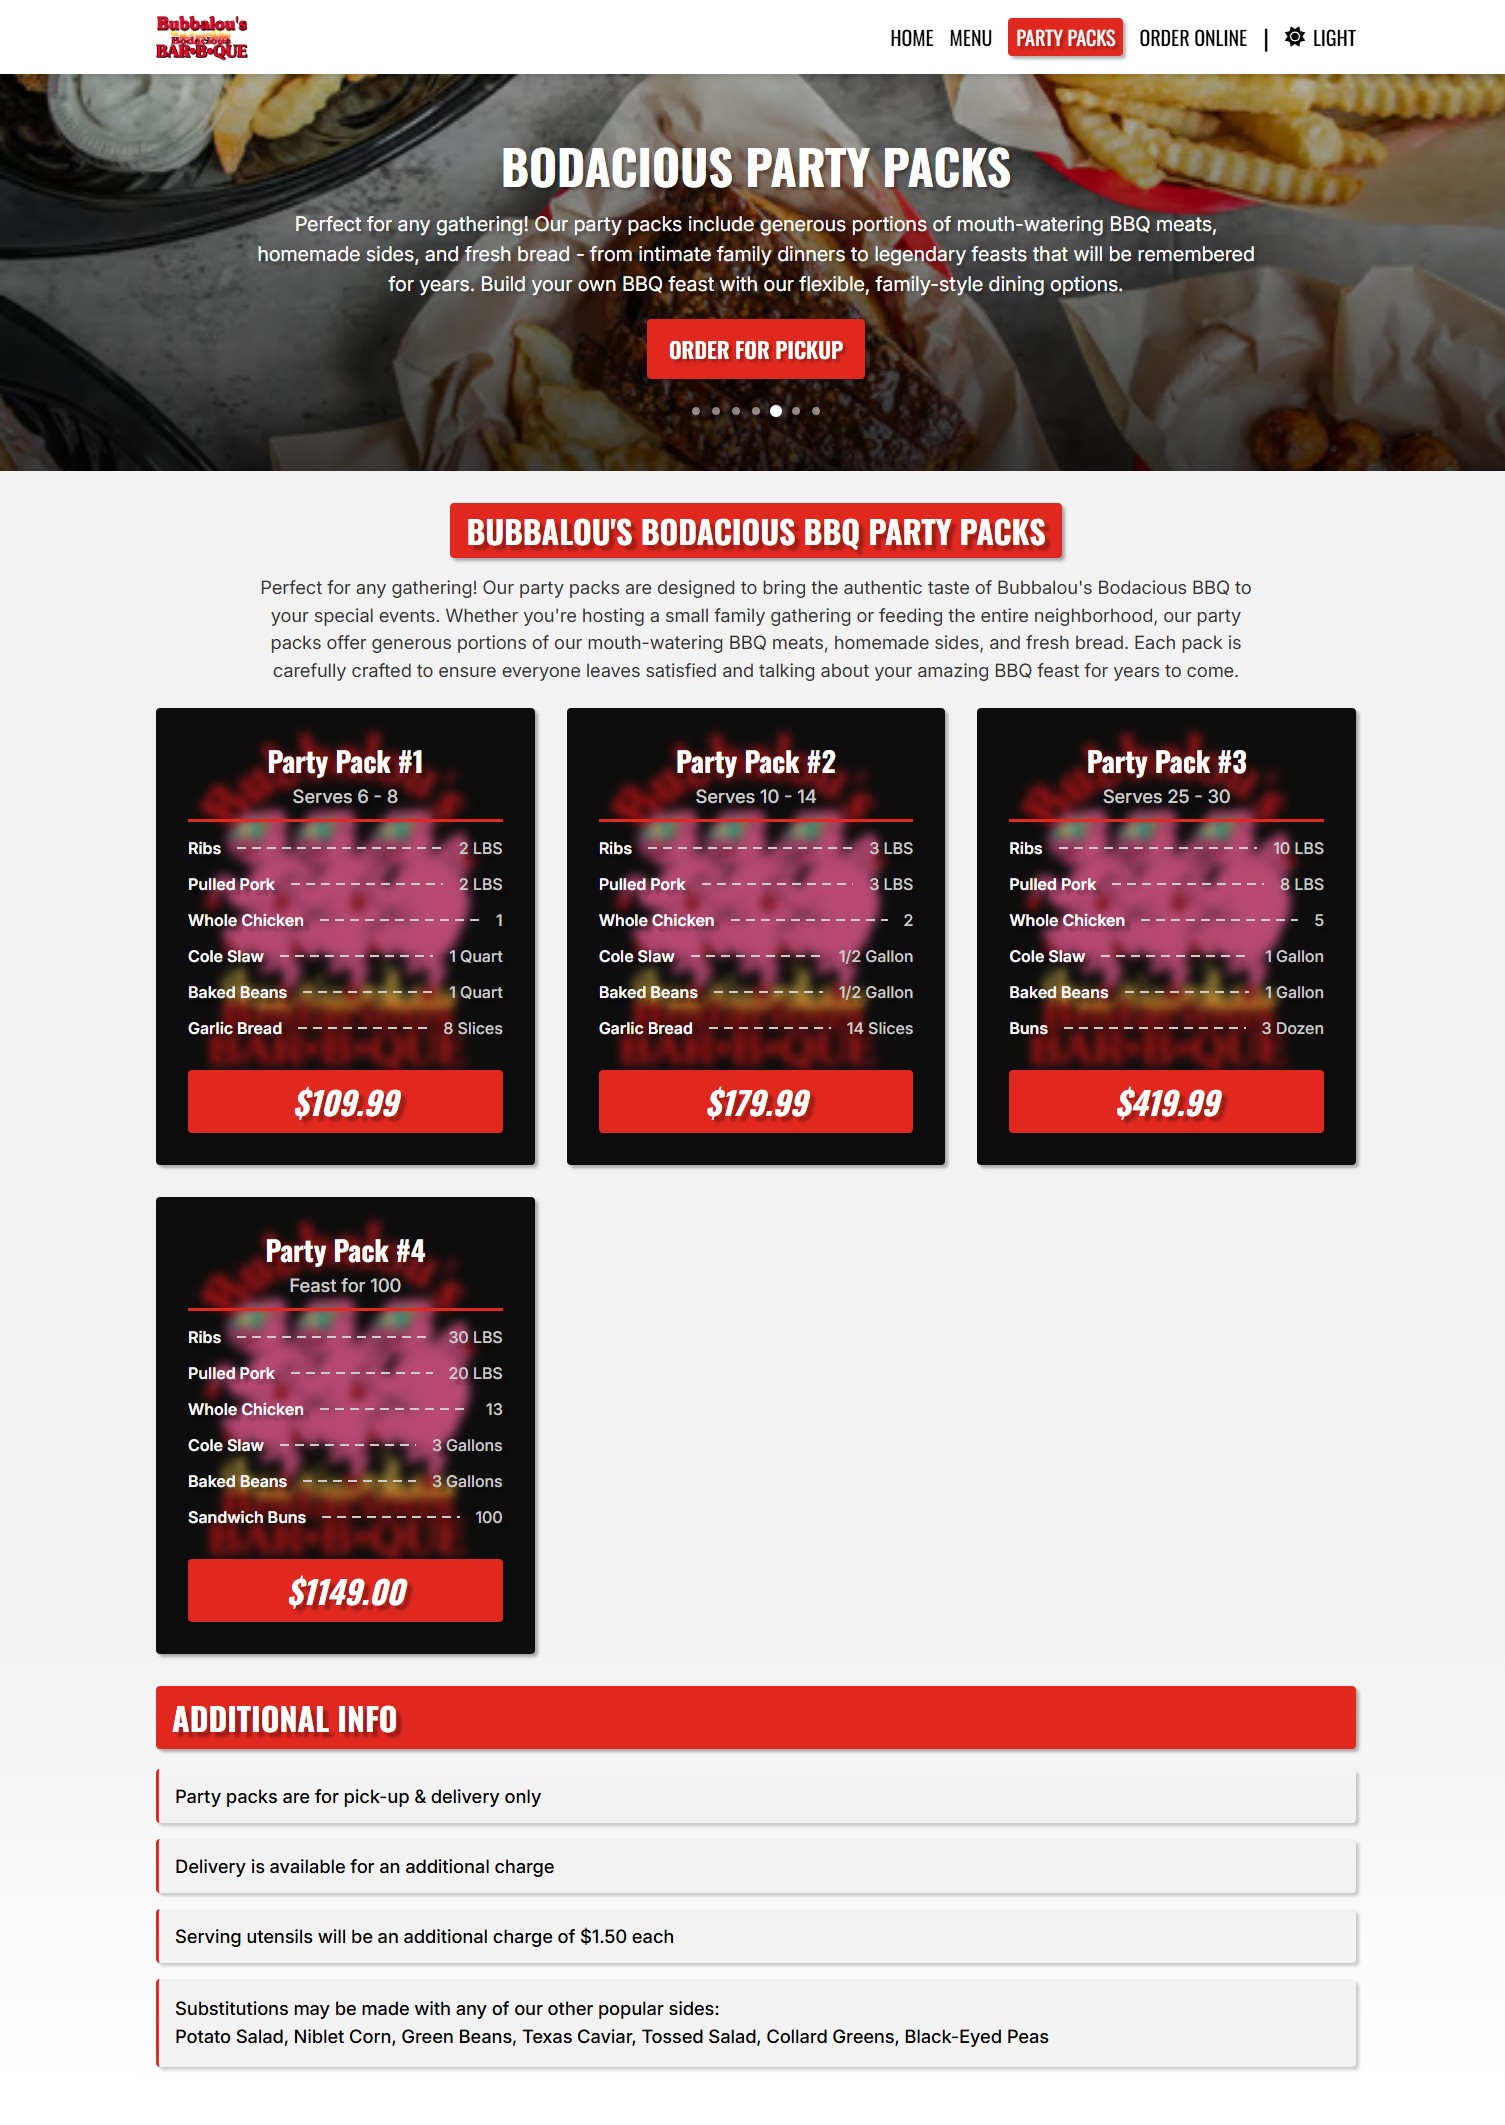 Bubbalou's
Bodacious
BAR•B•QUE
HOME MENU PARTY PACKS ORDER ONLINE | LIGHT
BODACIOUS PARTY PACKS
Perfect for any gathering! Our party packs include generous portions of mouth-watering BBQ meats,
homemade sides, and fresh bread - from intimate family dinners to legendary feasts that will be remembered
for years. Build your own BBQ feast with our flexible, family-style dining options.
ORDER FOR PICKUP
BUBBALOU'S BODACIOUS BBQ PARTY PACKS
Perfect for any gathering! Our party packs are designed to bring the authentic taste of Bubbalou's Bodacious BBQ to
your special events. Whether you're hosting a small family gathering or feeding the entire neighborhood, our party
packs offer generous portions of our mouth-watering BBQ meats, homemade sides, and fresh bread. Each pack is
carefully crafted to ensure everyone leaves satisfied and talking about your amazing BBQ feast for years to come.
Party Pack #1
Serves 6 - 8
Ribs 2 LBS
Pulled Pork 2 LBS
Whole Chicken 1
Cole Slaw 1 Quart
Baked Beans 1 Quart
Garlic Bread 8 Slices
$109.99
Party Pack #2
Serves 10 - 14
Ribs 3 LBS
Pulled Pork 3 LBS
Whole Chicken 2
Cole Slaw 1/2 Gallon
Baked Beans 1/2 Gallon
Garlic Bread 14 Slices
$179.99
Party Pack #3
Serves 25 - 30
Ribs 10 LBS
Pulled Pork 8 LBS
Whole Chicken 5
Cole Slaw 1 Gallon
Baked Beans 1 Gallon
Buns 3 Dozen
$419.99
Party Pack #4
Feast for 100
Ribs 30 LBS
Pulled Pork 20 LBS
Whole Chicken 13
Cole Slaw 3 Gallons
Baked Beans 3 Gallons
Sandwich Buns 100
$1149.00
ADDITIONAL INFO
Party packs are for pick-up & delivery only
Delivery is available for an additional charge
Serving utensils will be an additional charge of $1.50 each
Substitutions may be made with any of our other popular sides:
Potato Salad, Niblet Corn, Green Beans, Texas Caviar, Tossed Salad, Collard Greens, Black-Eyed Peas